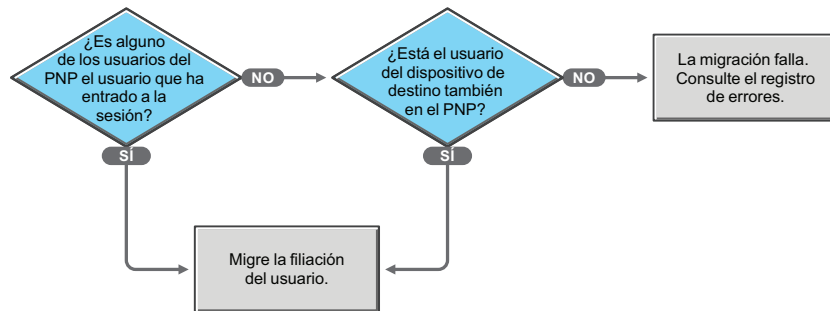 ¿Es alguno
de los usuarios del
PNP el usuario que ha
entrado a la
sesión?
NO
SÍ
¿Está el usuario
del dispositivo de
destino también
en el PNP?
NO
SÍ
La migración falla.
Consulte el registro
de errores.
Migre la filiación
del usuario.